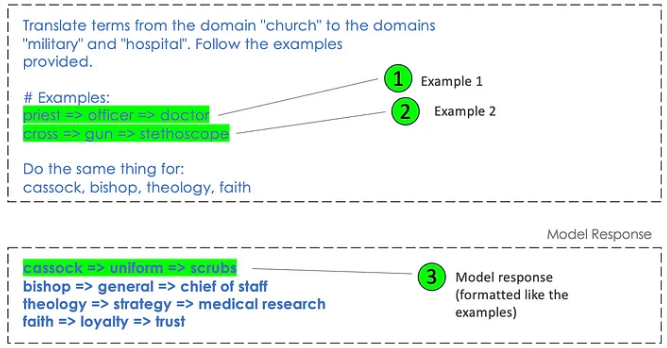 Translate terms from the domain "church" to the domains
"military" and "hospital". Follow the examples
provided.
# Examples:
priest => officer => doctor
cross => gun => stethoscope
1 Example 1
2 Example 2
Do the same thing for:
cassock, bishop, theology, faith
Model Response
cassock => uniform => scrubs
bishop => general => chief of staff
theology => strategy => medical research
faith => loyalty => trust
3 Model response
(formatted like the
examples)